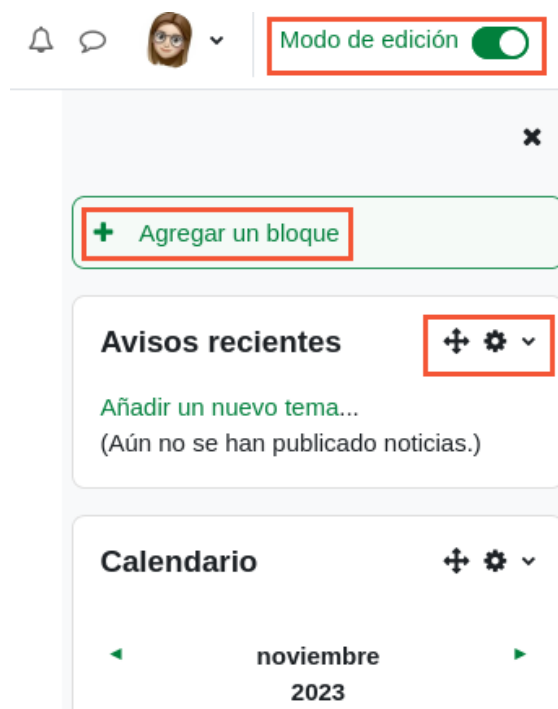 Modo de edición
Agregar un bloque
Avisos recientes
Añadir un nuevo tema...
(Aún no se han publicado noticias.)
Calendario
noviembre
2023